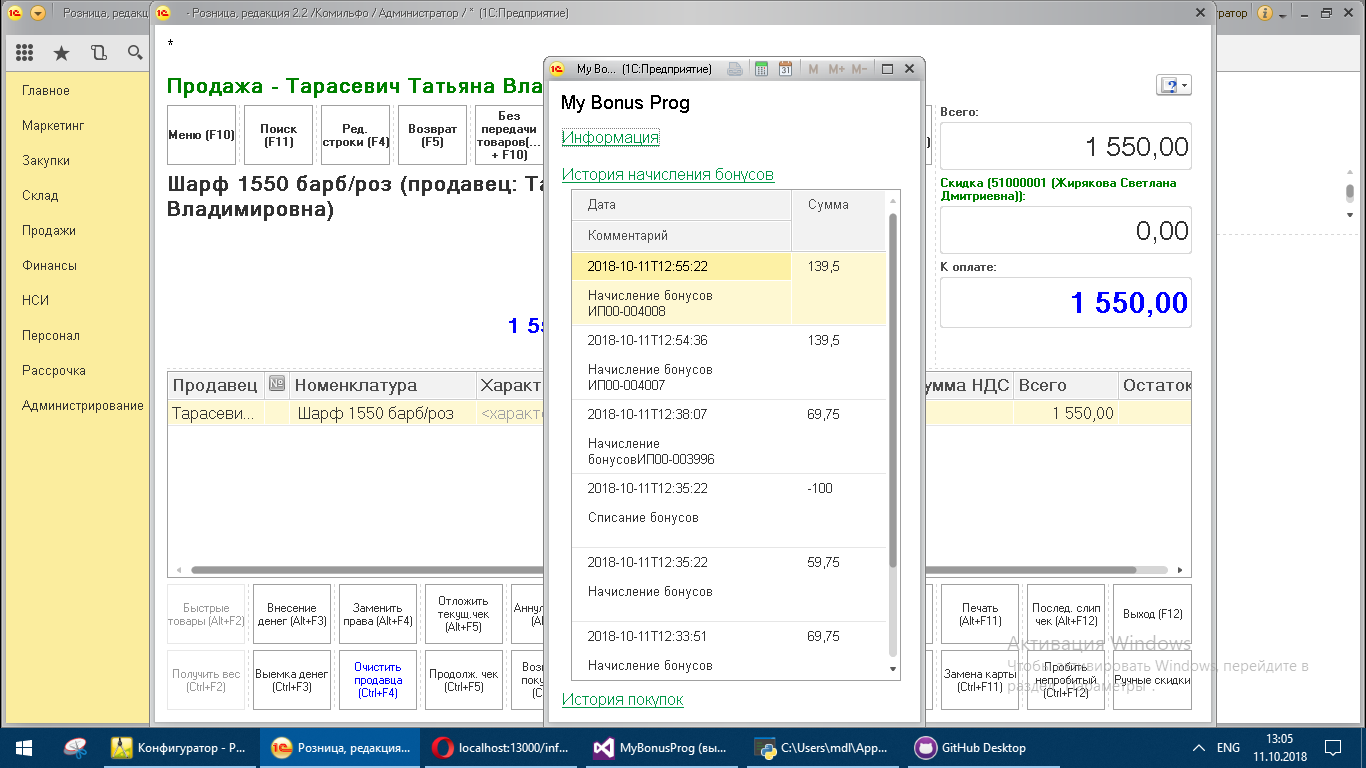 Розница, редакц
- Розница, редакция 2.2 /Комильфо / Администратор / * (1С:Предприятие)
ратор
*
Главное
Маркетинг
Закупки
Склад
Продажи
Финансы
НСИ
Персонал
Рассрочка
Администрирование
Продажа - Тарасевич Татьяна Вла
Меню (F10)
Поиск
(F11)
Ред.
строки (F4)
Возврат
(F5)
Без
передачи
товаров(...
+ F10)
)
Шарф 1550 барб/роз (продавец: Та
Владимировна)
1 55
Всего:
1 550,00
Скидка (51000001 (Жирякова Светлана
Дмитриевна)):
0,00
К оплате:
1 550,00
Продавец № Номенклатура Характ умма НДС Всего Остаток
Тарасеви... Шарф 1550 барб/роз <характе 1 550,00
My Bo... (1С:Предприятие) 31 M M+ M-
My Bonus Prog
Информация
История начисления бонусов
Дата Сумма
Комментарий
2018-10-11T12:55:22 139,5
Начисление бонусов
ИП00-004008
2018-10-11T12:54:36 139,5
Начисление бонусов
ИП00-004007
2018-10-11T12:38:07 69,75
Начисление
бонусовИП00-003996
2018-10-11T12:35:22 -100
Списание бонусов
2018-10-11T12:35:22 59,75
Начисление бонусов
2018-10-11T12:33:51 69,75
Начисление бонусов
История покупок
Быстрые
товары (Alt+F2)
Внесение
денег (Alt+F3)
Заменить
права (Alt+F4)
Отложить
текущ.чек
(Alt+F5)
Аннул
(Al
Печать
(Alt+F11)
Послед. слип
чек (Alt+F12)
Выход (F12)
Получить вес
(Ctrl+F2)
Выемка денег
(Ctrl+F3)
Очистить
продавца
(Ctrl+F4)
Продолж. чек
(Ctrl+F5)
Возв
поку
(C
Замена карты
(Ctrl+F11)
Пробить
непробитый
(Ctrl+F12)
Ручные скидки
Активация Windows
Чтобы активировать Windows, перейдите в
раздел "Параметры".
Конфигуратор - Р...
Розница, редакция...
localhost:13000/inf...
MyBonusProg (вы...
C:\Users\mdl\App...
GitHub Desktop
ENG
13:05
11.10.2018